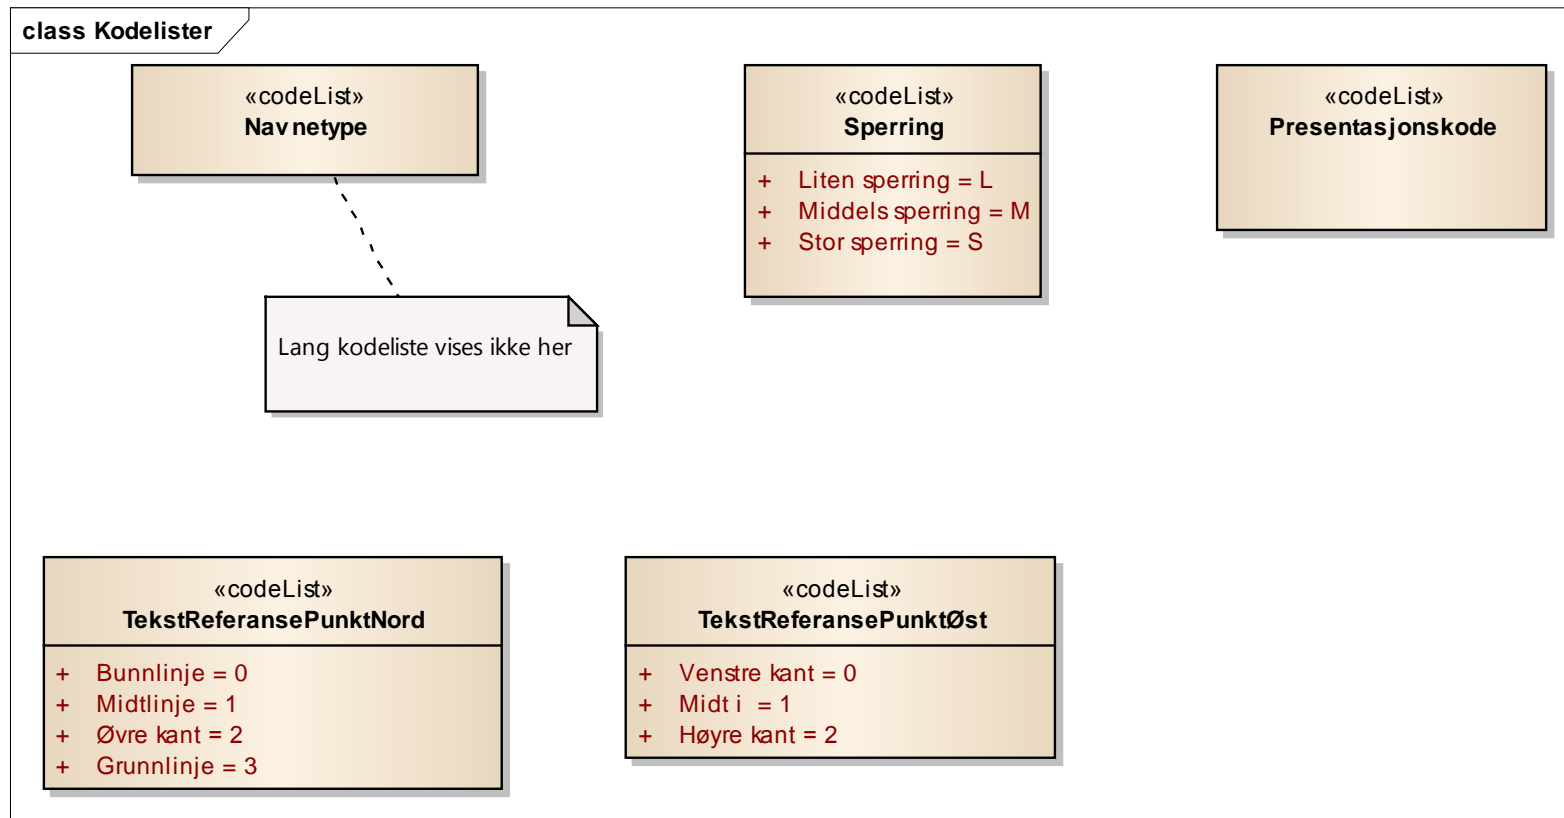 class Kodelister
«codeList»
Navnetype
«codeList»
Sperring
+ Liten sperring = L
+ Middels sperring = M
+ Stor sperring = S
«codeList»
Presentasjonskode
Lang kodeliste vises ikke her
«codeList»
TekstReferansePunktNord
+ Bunnlinje = 0
+ Midtlinje = 1
+ Øvre kant = 2
+ Grunnlinje = 3
«codeList»
TekstReferansePunktØst
+ Venstre kant = 0
+ Midt i = 1
+ Høyre kant = 2